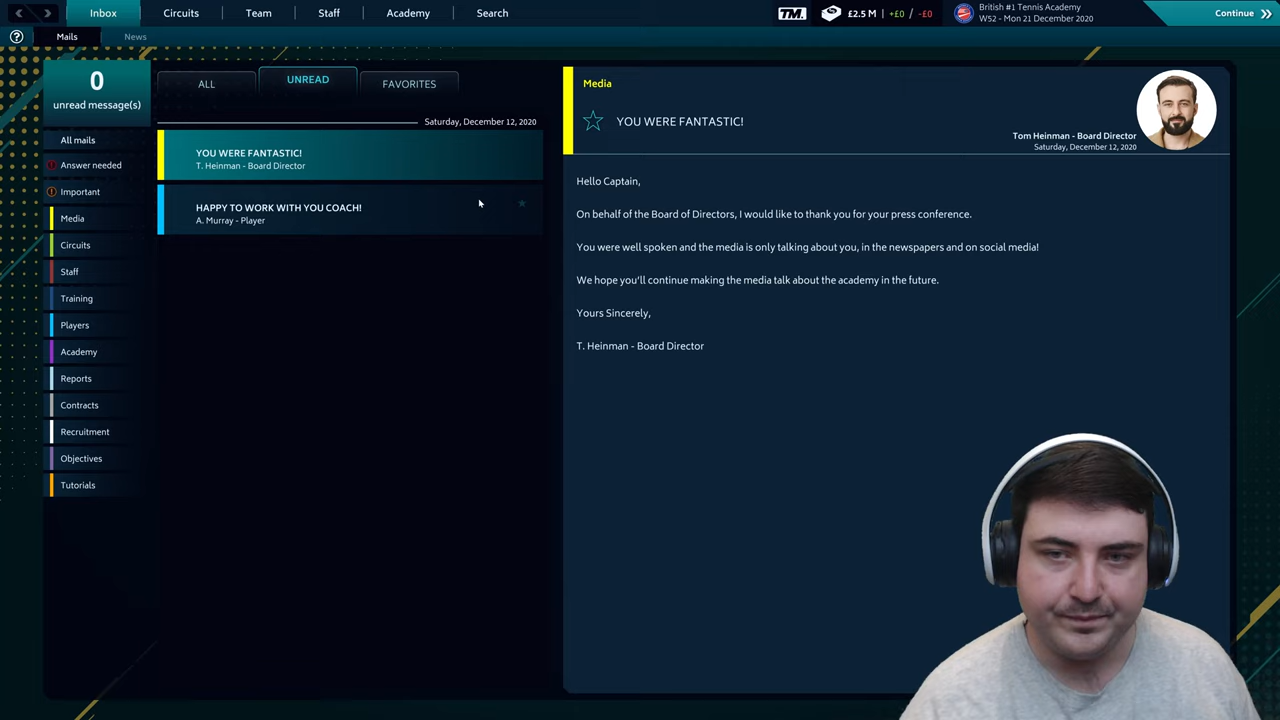 Inbox
Circuits
Team
Staff
Academy
Search
TM.
£2.5 M | +£0 / -£0
British #1 Tennis Academy
W52 - Mon 21 December 2020
Continue
?
Mails
News
0
unread message(s)
All mails
Answer needed
Important
Media
Circuits
Staff
Training
Players
Academy
Reports
Contracts
Recruitment
Objectives
Tutorials
ALL
UNREAD
FAVORITES
Saturday, December 12, 2020
YOU WERE FANTASTIC!
T. Heinman - Board Director
HAPPY TO WORK WITH YOU COACH!
A. Murray - Player
Media
YOU WERE FANTASTIC!
Tom Heinman - Board Director
Saturday, December 12, 2020
Hello Captain,
On behalf of the Board of Directors, I would like to thank you for your press conference.
You were well spoken and the media is only talking about you, in the newspapers and on social media!
We hope you'll continue making the media talk about the academy in the future.
Yours Sincerely,
T. Heinman - Board Director